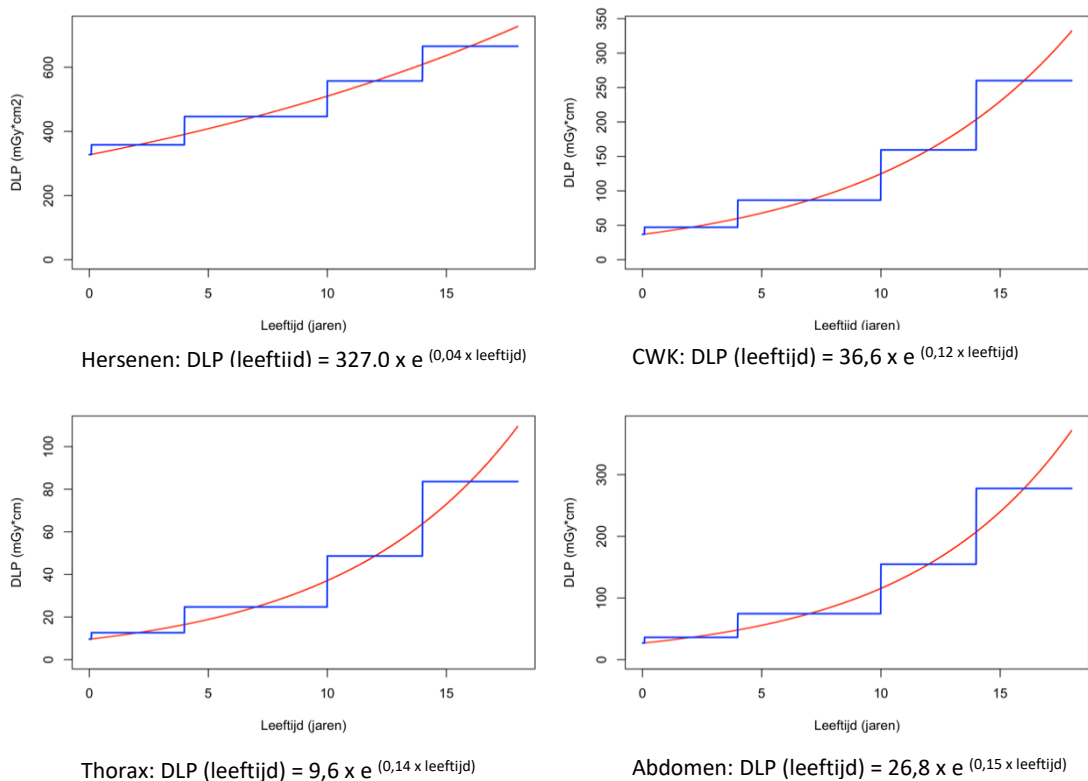 DLP (mGy*cm2)
0 200 400 600
0 5 10 15
Leeftijd (jaren)
Hersenen: DLP (leeftijd) = 327.0 x e (0,04 x leeftijd)
DLP (mGy*cm)
0 50 100 150 200 250 300 350
0 5 10 15
Leeftijd (jaren)
CWK: DLP (leeftijd) = 36,6 x e (0,12 x leeftijd)
DLP (mGy*cm)
0 20 40 60 80 100
0 5 10 15
Leeftijd (jaren)
Thorax: DLP (leeftijd) = 9,6 x e (0,14 x leeftijd)
DLP (mGy*cm)
0 100 200 300
0 5 10 15
Leeftijd (jaren)
Abdomen: DLP (leeftijd) = 26,8 x e (0,15 x leeftijd)